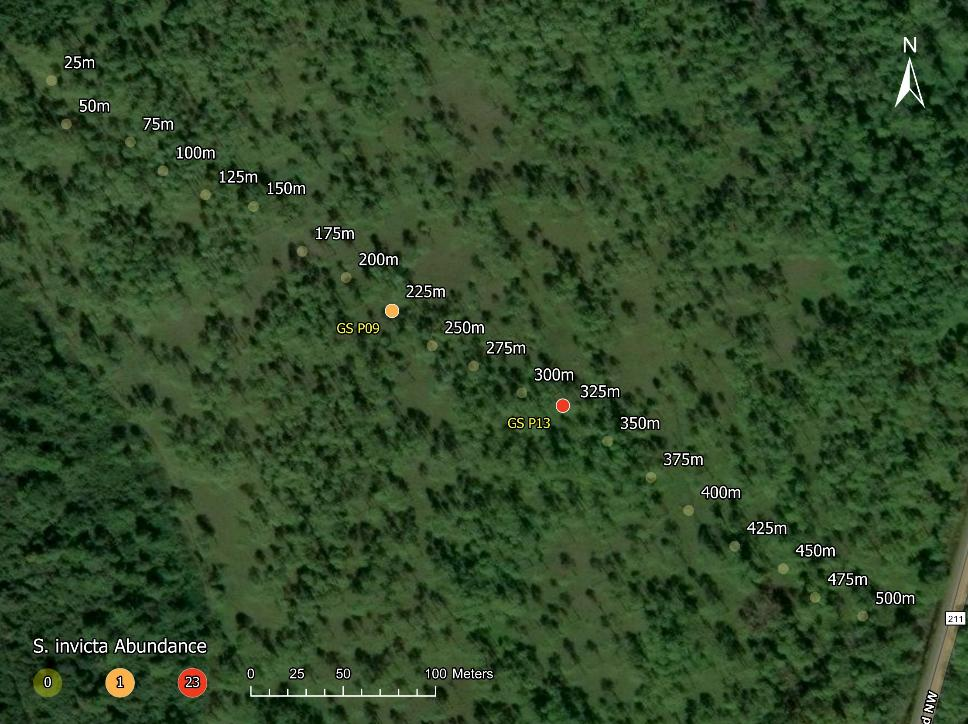 N
25m
50m
75m
100m
125m
150m
175m
200m
225m
GS P09
250m
275m
300m
325m
GS P13
350m
375m
400m
425m
450m
475m
500m
211
S. invicta Abundance
0 1 23
0 25 50 100 Meters
NW